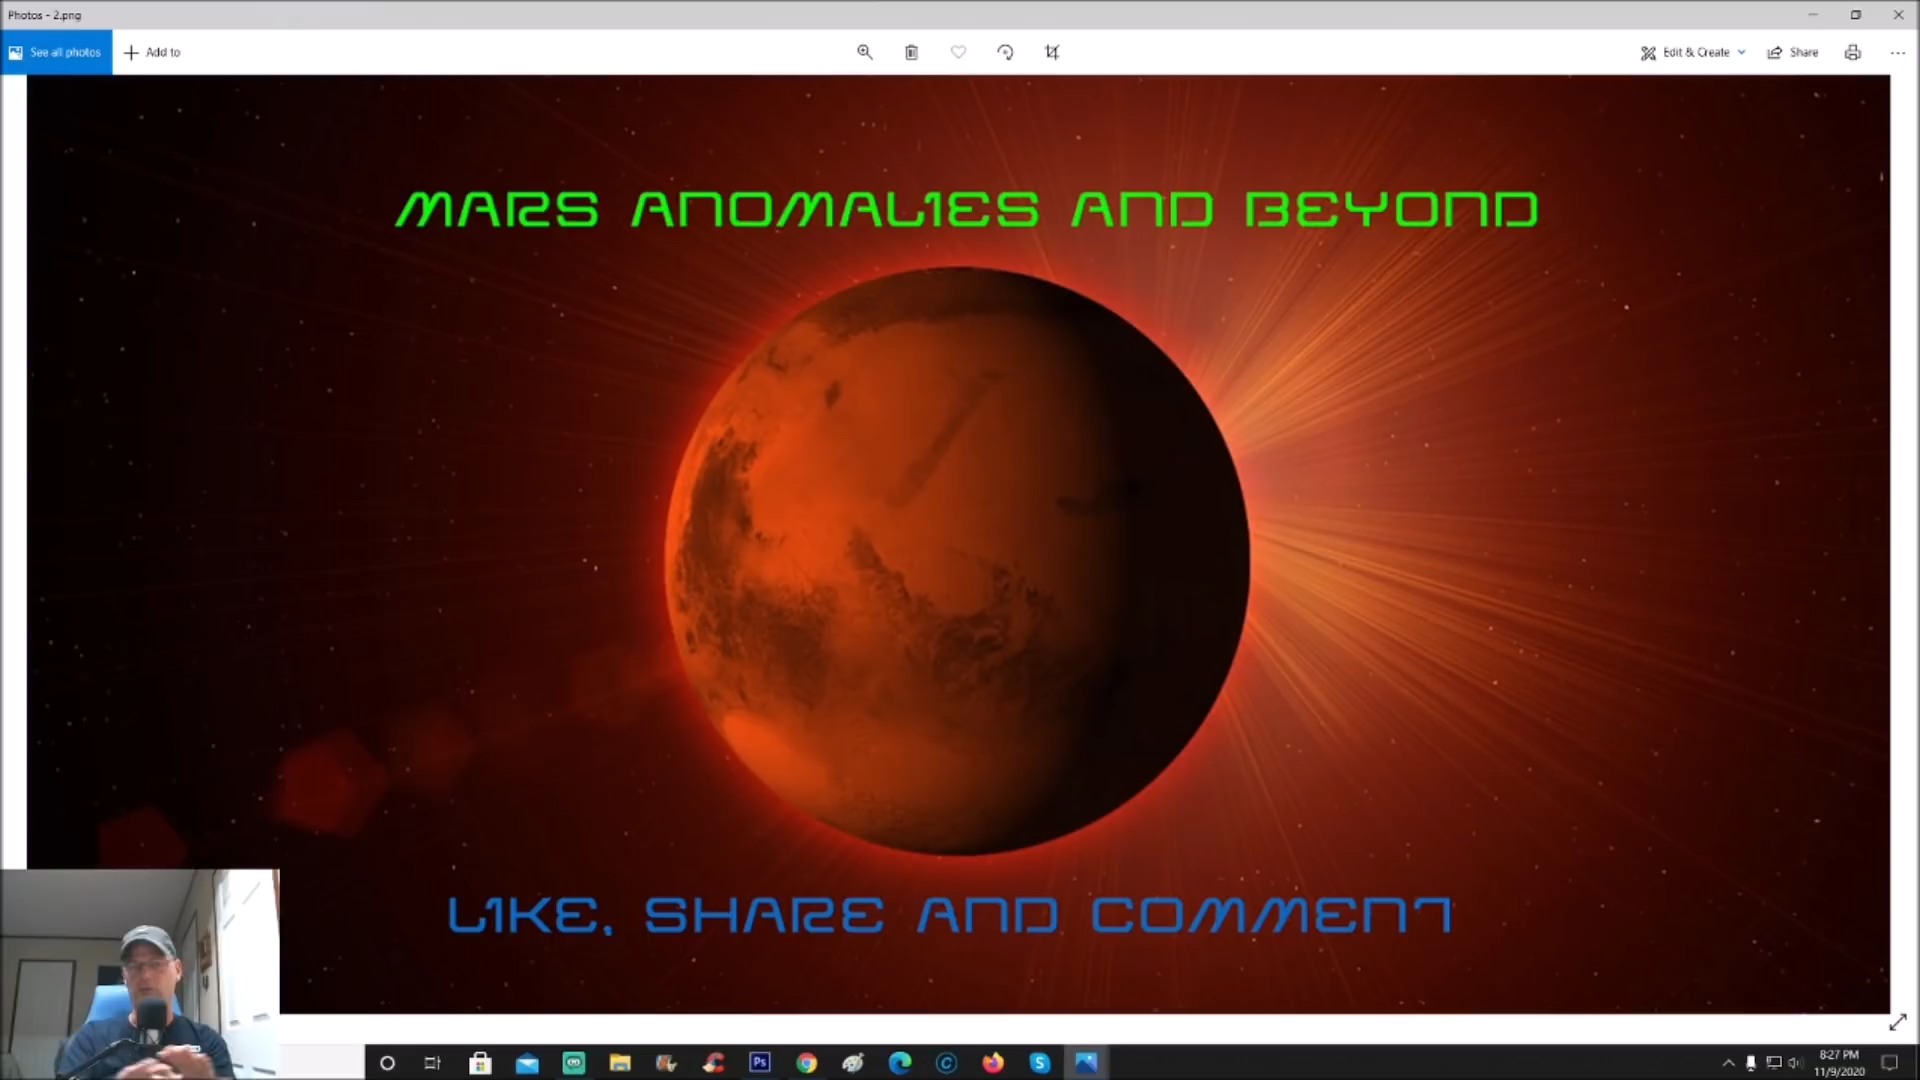 Photos - 2.png
See all photos
Add to
Edit & Create
Share
MARS ANOMALIES AND BEYOND
LIKE, SHARE AND COMMENT
Ps
8:27 PM
11/9/2020